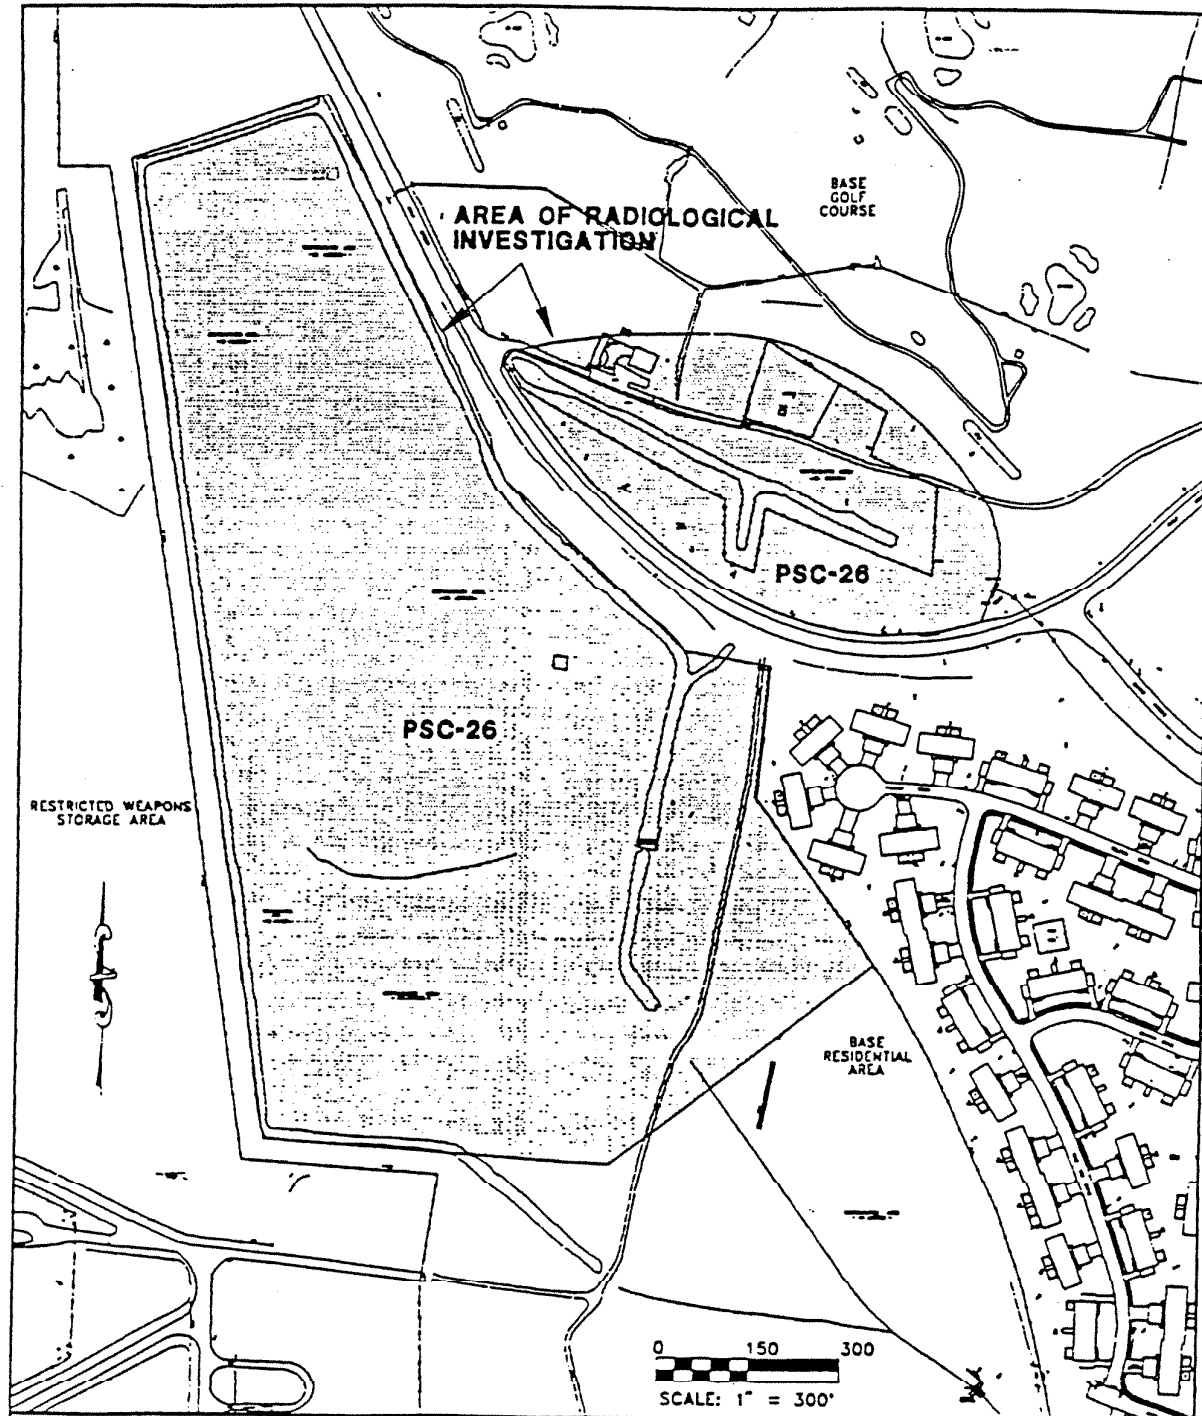 BASE
GOLF
COURSE
AREA OF RADIOLOGICAL
INVESTIGATION
PSC-26
PSC-26
RESTRICTED WEAPONS
STORAGE AREA
BASE
RESIDENTIAL
AREA
0 150 300
SCALE: 1" = 300'